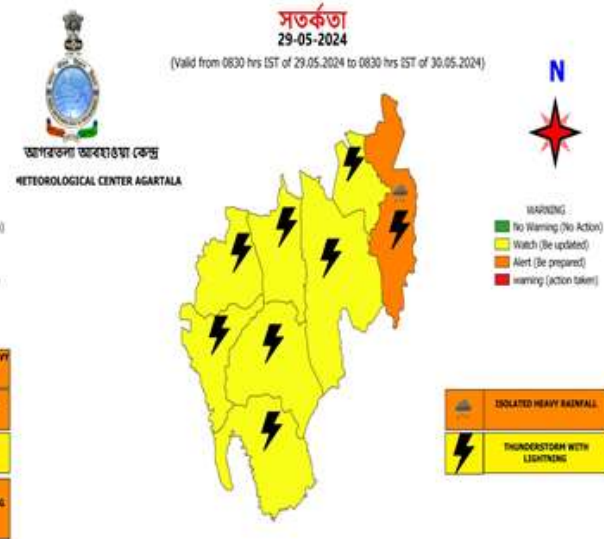 সতর্কতা
29-05-2024
(Valid from 0830 hrs IST of 29.05.2024 to 0830 hrs IST of 30.05.2024)
N
আগরতলা আবহাওয়া কেন্দ্র
METEOROLOGICAL CENTER AGARTALA
WARNING
No Warning (No Action)
Watch (Be updated)
Alert (Be prepared)
warning (action taken)
ISOLATED HEAVY RAINFALL
THUNDERSTORM WITH
LIGHTNING